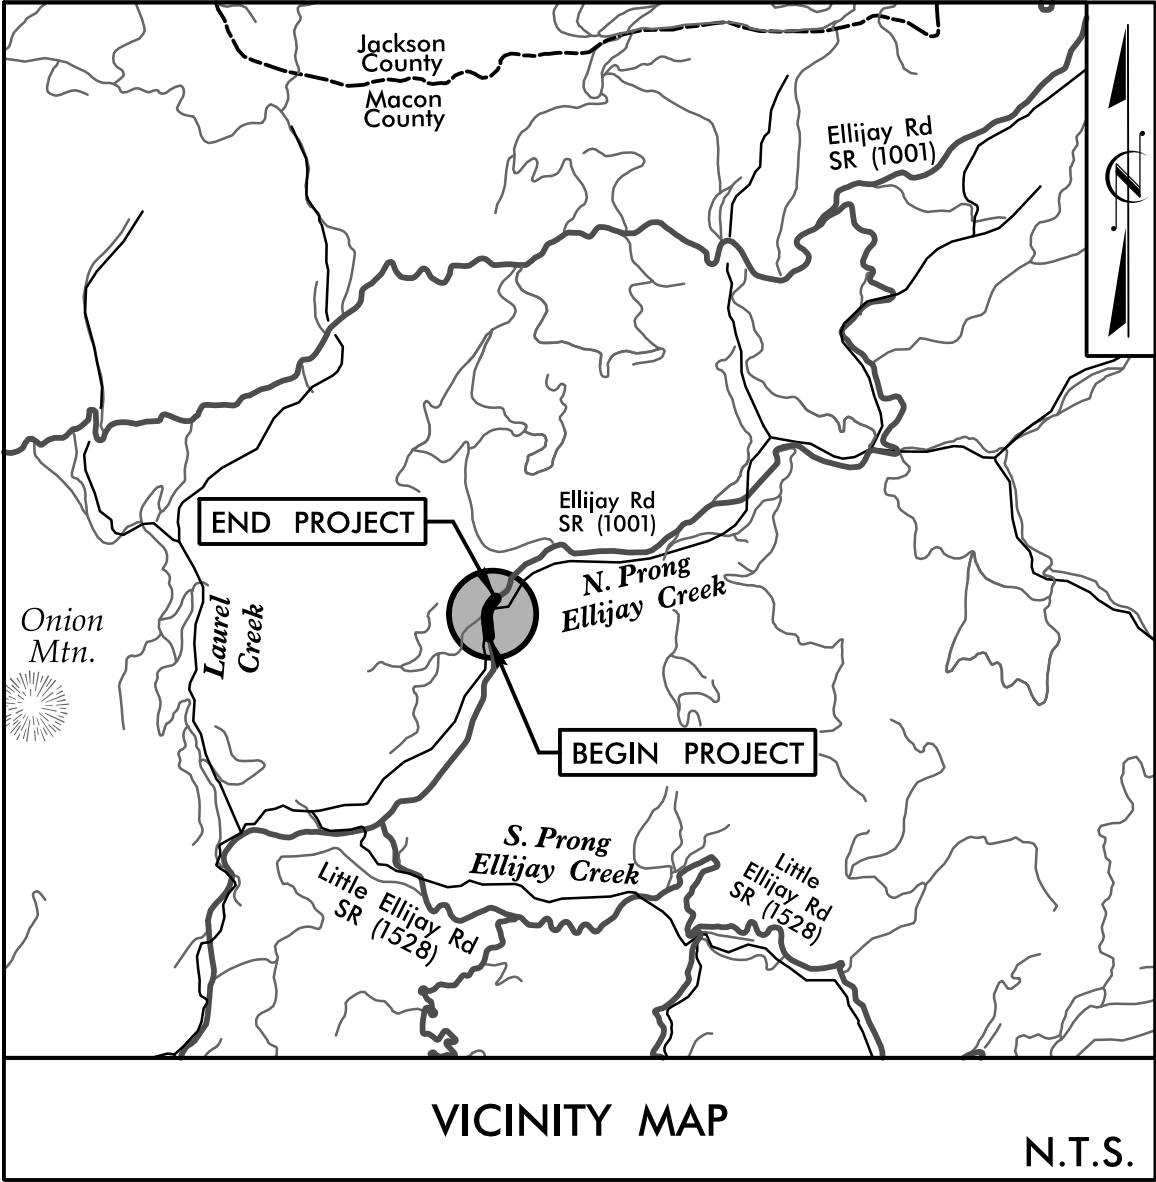 Jackson
County
Macon
County
Ellijay Rd
SR (1001)
N
END PROJECT
Ellijay Rd
SR (1001)
N. Prong
Ellijay Creek
Onion
Mtn.
Laurel
Creek
BEGIN PROJECT
S. Prong
Ellijay Creek
Little Ellijay Rd
SR (1528)
Little
Ellijay Rd
SR (1528)
VICINITY MAP
N.T.S.